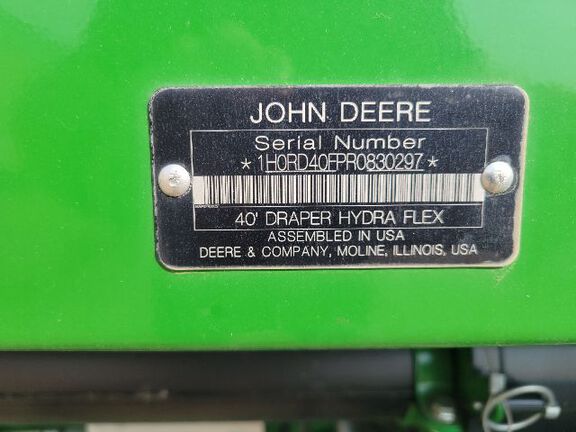 JOHN DEERE
Serial Number
*1H0RD40FPR0830297*
40' DRAPER HYDRA FLEX
ASSEMBLED IN USA
DEERE & COMPANY, MOLINE, ILLINOIS, USA